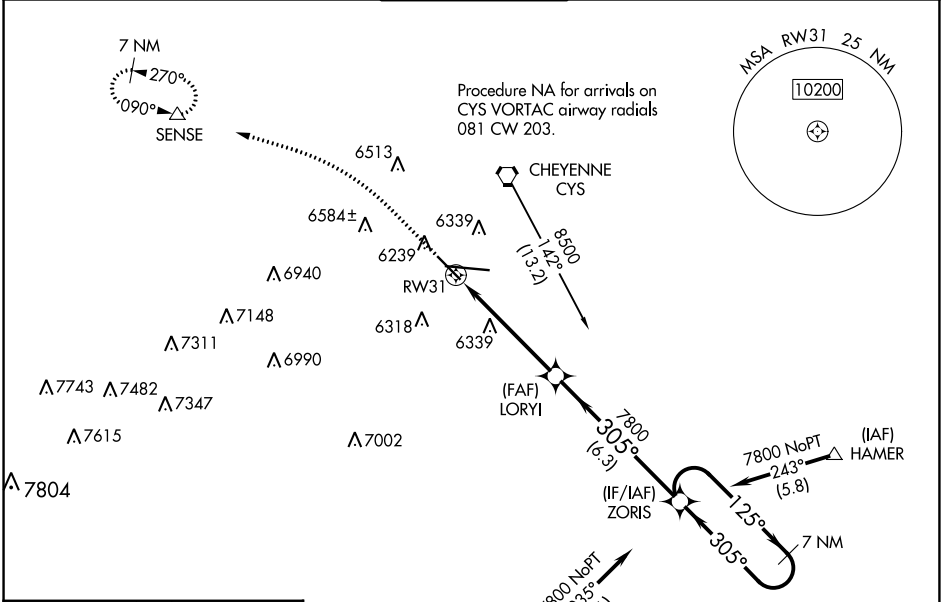 7 NM
270°
090°
SENSE
Procedure NA for arrivals on
CYS VORTAC airway radials
081 CW 203.
MSA RW31 25 NM
10200
CHEYENNE
CYS
8500
142°
(13.2)
6513
6584±
6339
6239
6940
RW31
7148
6318
6339
7311
6990
7743
7482
7347
7615
7002
7804
(FAF)
LORYI
7800
305°
(6.3)
(IAF)
HAMER
7800 NoPT
243°
(5.8)
(IF/IAF)
ZORIS
125°
305°
7 NM